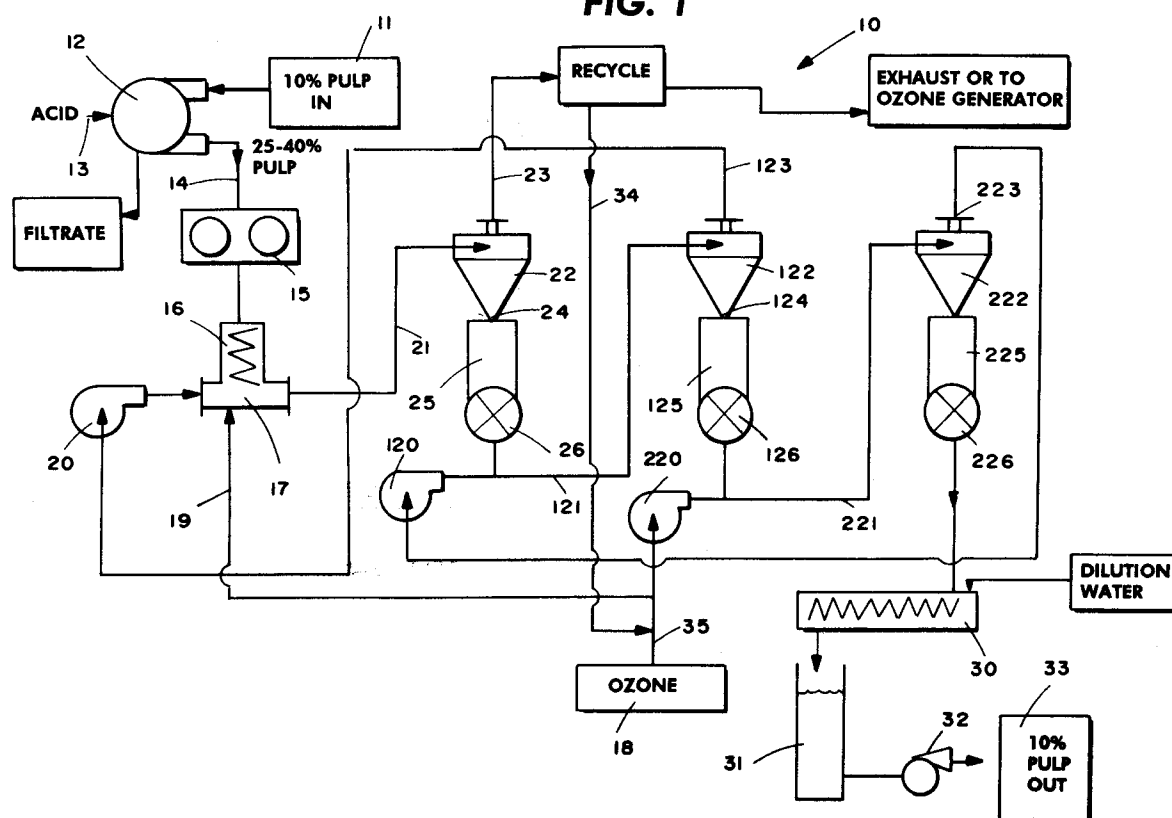 FIG. 1
10
11
12
10% PULP
IN
RECYCLE
EXHAUST OR TO
OZONE GENERATOR
ACID
13
25-40%
PULP
14
23
34
123
223
FILTRATE
15
22
122
222
16
24
124
21
25
125
225
20
17
120
26
220
126
226
19
121
221
DILUTION
WATER
35
30
OZONE
18
33
31
32
10%
PULP
OUT